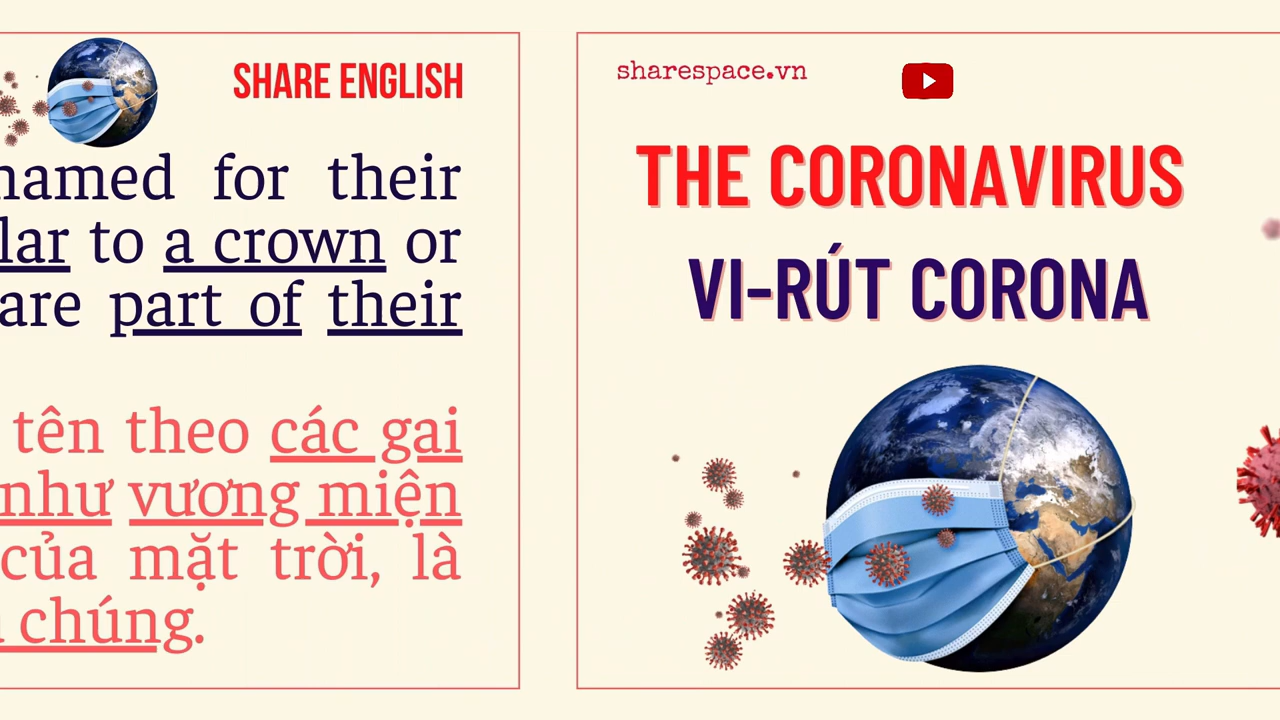 SHARE ENGLISH
named for their
lar to a crown or
are part of their
tên theo các gai
như vương miện
của mặt trời, là
chúng.
sharespace.vn
THE CORONAVIRUS
VI-RÚT CORONA